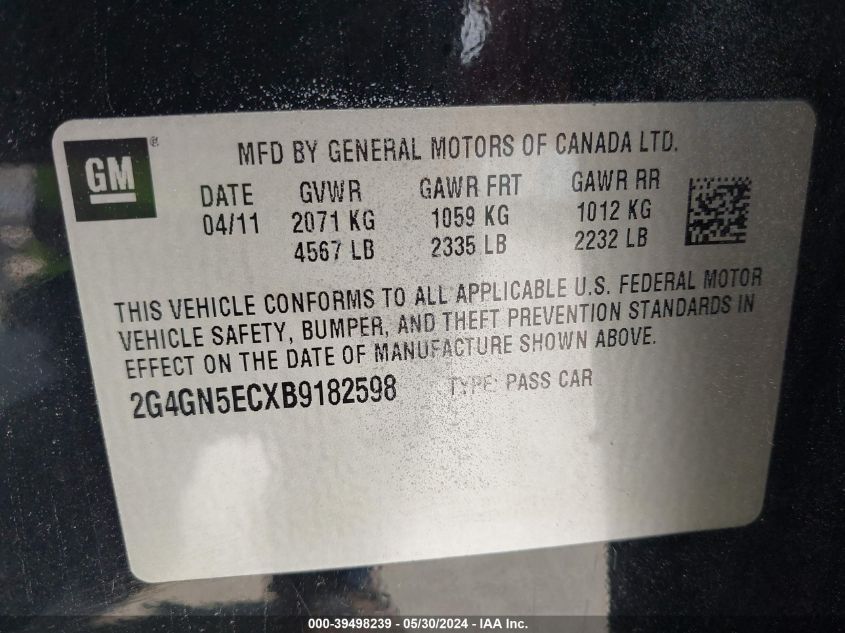 GM®
MFD BY GENERAL MOTORS OF CANADA LTD.
DATE GVWR GAWR FRT GAWR RR
04/11 2071 KG 1059 KG 1012 KG
4567 LB 2335 LB 2232 LB
THIS VEHICLE CONFORMS TO ALL APPLICABLE U.S. FEDERAL MOTOR
VEHICLE SAFETY, BUMPER, AND THEFT PREVENTION STANDARDS IN
EFFECT ON THE DATE OF MANUFACTURE SHOWN ABOVE.
2G4GN5ECXB9182598 TYPE: PASS CAR
000-39498239 - 05/30/2024 - IAA Inc.